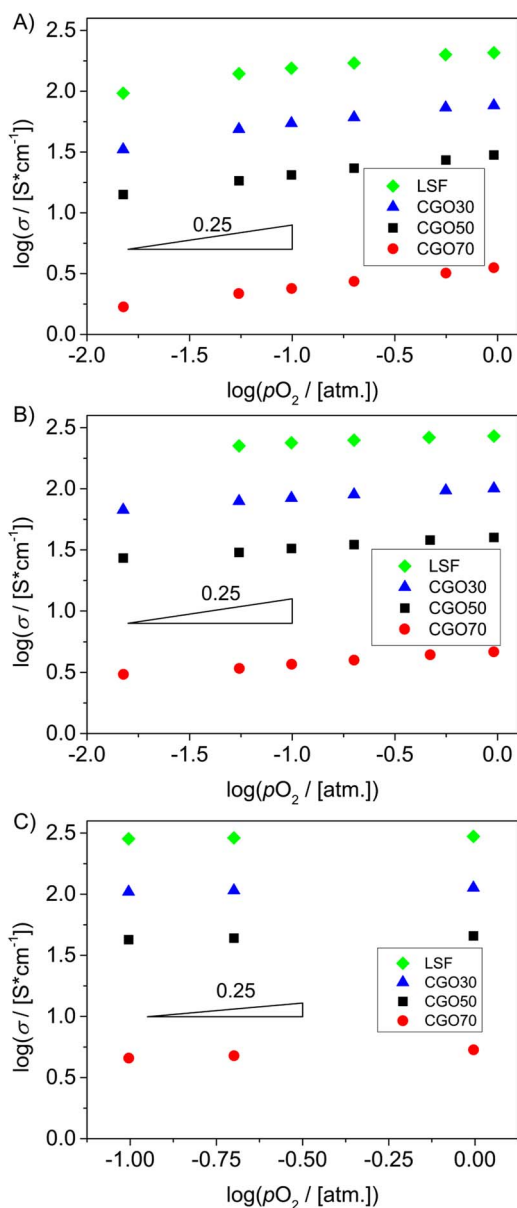 A)
2.5
2.0
1.5
1.0
0.5
0.0
log(σ / [S*cm⁻¹])
0.25
LSF
CGO30
CGO50
CGO70
-2.0 -1.5 -1.0 -0.5 0.0
log(pO₂ / [atm.])
B)
2.5
2.0
1.5
1.0
0.5
0.0
log(σ / [S*cm⁻¹])
0.25
LSF
CGO30
CGO50
CGO70
-2.0 -1.5 -1.0 -0.5 0.0
log(pO₂ / [atm.])
C)
2.5
2.0
1.5
1.0
0.5
0.0
log(σ / [S*cm⁻¹])
0.25
LSF
CGO30
CGO50
CGO70
-1.00 -0.75 -0.50 -0.25 0.00
log(pO₂ / [atm.])